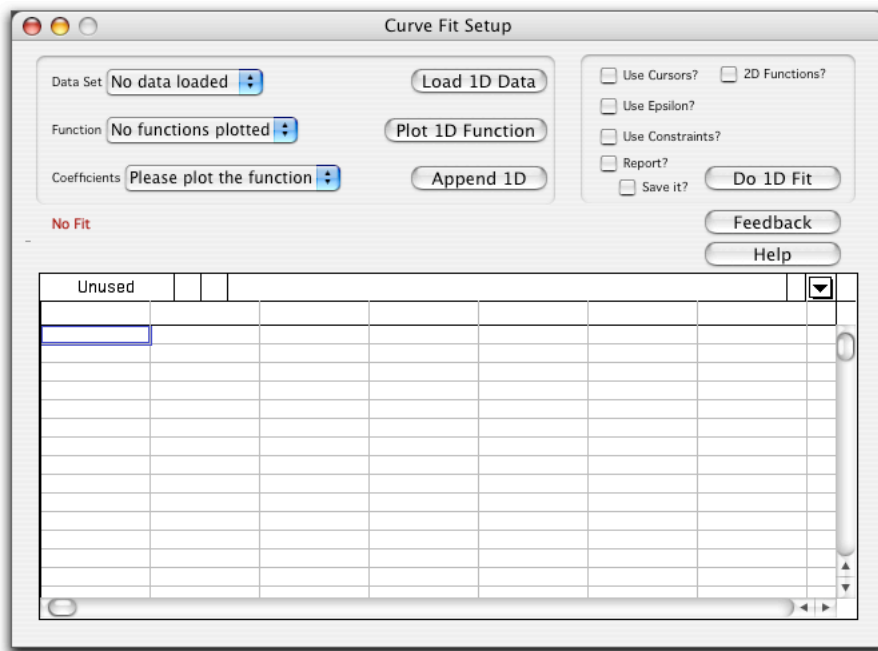 Curve Fit Setup
Data Set No data loaded
Load 1D Data
Function No functions plotted
Plot 1D Function
Coefficients Please plot the function
Append 1D
Use Cursors?
2D Functions?
Use Epsilon?
Use Constraints?
Report?
Save it?
Do 1D Fit
No Fit
Feedback
Help
Unused